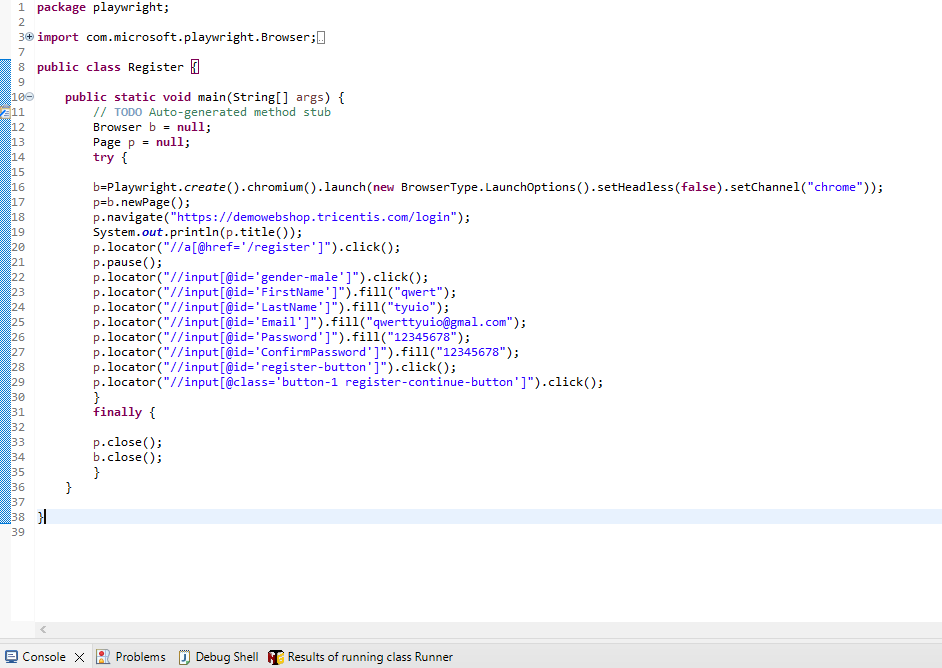 1 package playwright;
2
3 import com.microsoft.playwright.Browser;
7
8 public class Register {
9
10 public static void main(String[] args) {
11 // TODO Auto-generated method stub
12 Browser b = null;
13 Page p = null;
14 try {
15
16 b=Playwright.create().chromium().launch(new BrowserType.LaunchOptions().setHeadless(false).setChannel("chrome"));
17 p=b.newPage();
18 p.navigate("https://demowebshop.tricentis.com/login");
19 System.out.println(p.title());
20 p.locator("//a[@href='/register']").click();
21 p.pause();
22 p.locator("//input[@id='gender-male']").click();
23 p.locator("//input[@id='FirstName']").fill("qwert");
24 p.locator("//input[@id='LastName']").fill("tyuio");
25 p.locator("//input[@id='Email']").fill("qwerttyuio@gmal.com");
26 p.locator("//input[@id='Password']").fill("12345678");
27 p.locator("//input[@id='ConfirmPassword']").fill("12345678");
28 p.locator("//input[@id='register-button']").click();
29 p.locator("//input[@class='button-1 register-continue-button']").click();
30 }
31 finally {
32
33 p.close();
34 b.close();
35 }
36 }
37
38 }
39
Console Problems Debug Shell Results of running class Runner